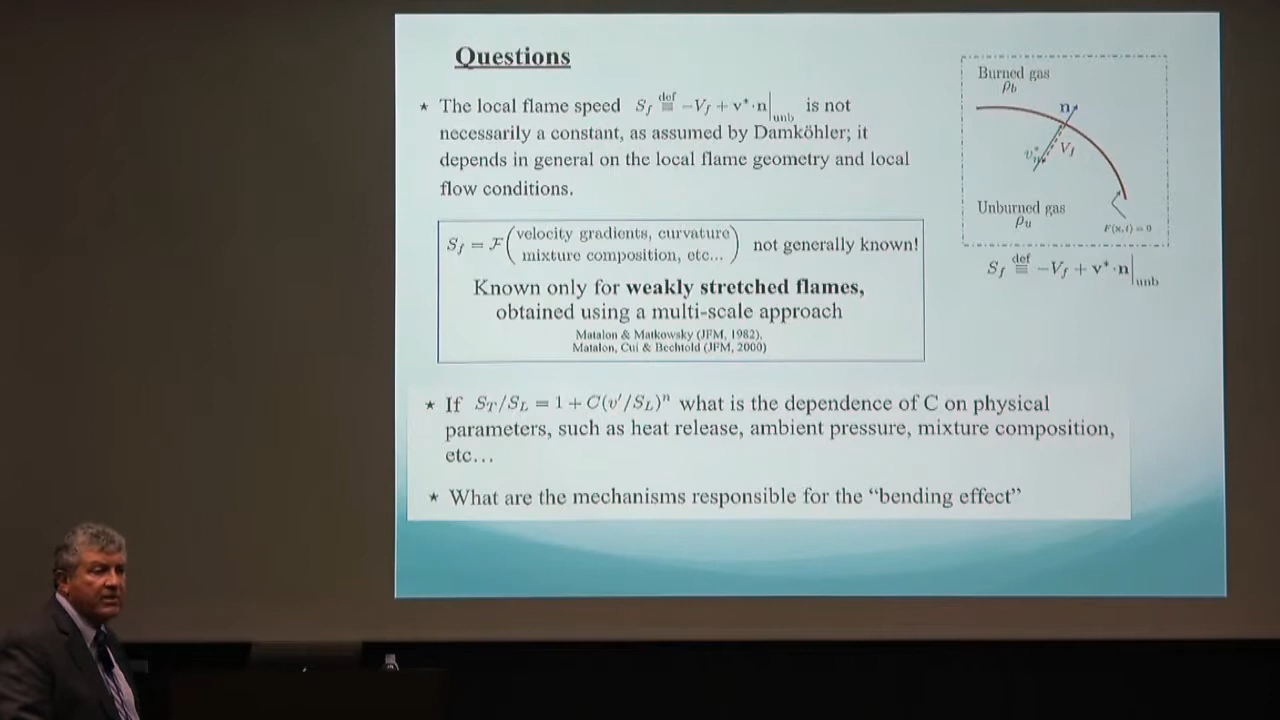 Questions
★ The local flame speed S_f ≝ −V_f + v*·n|_unb is not
necessarily a constant, as assumed by Damköhler; it
depends in general on the local flame geometry and local
flow conditions.
S_f = F(velocity gradients, curvature
mixture composition, etc...) not generally known!
Known only for weakly stretched flames,
obtained using a multi-scale approach
Matalon & Matkowsky (JFM, 1982),
Matalon, Cui & Bechtold (JFM, 2000)
★ If S_T/S_L = 1 + C(v′/S_L)^n what is the dependence of C on physical
parameters, such as heat release, ambient pressure, mixture composition,
etc...
★ What are the mechanisms responsible for the “bending effect”
Burned gas
ρ_b
n
V_f
Unburned gas
ρ_u
F(x,t) = 0
S_f ≝ −V_f + v*·n|_unb